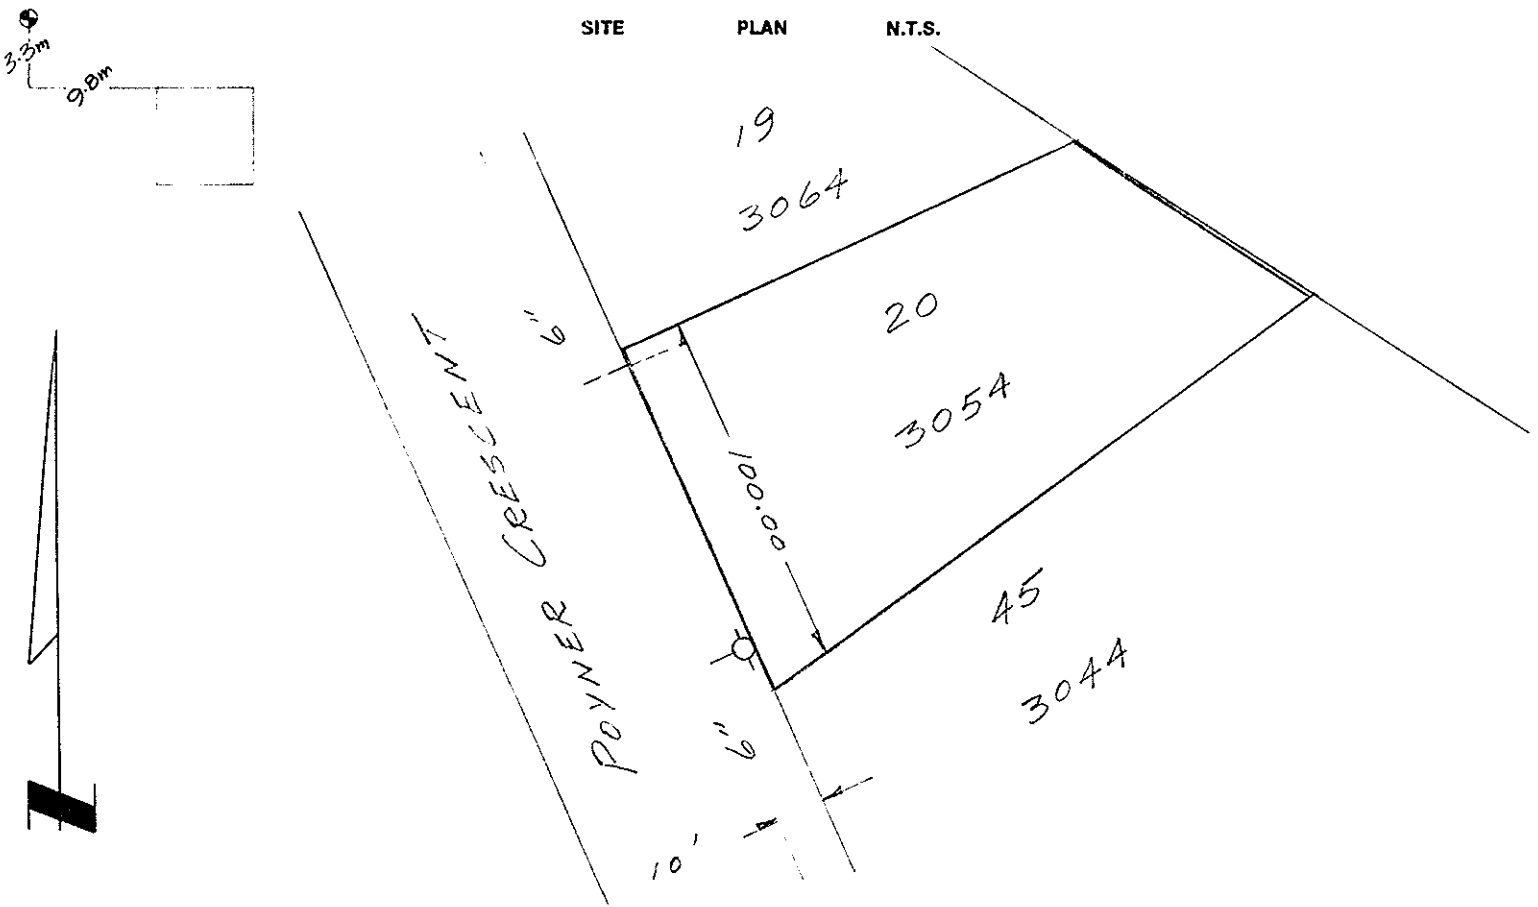 SITE PLAN N.T.S.
3.3m
9.8m
19
3064
6"
20
3054
POYNER CRESCENT
100.00
45
3044
6"
10'